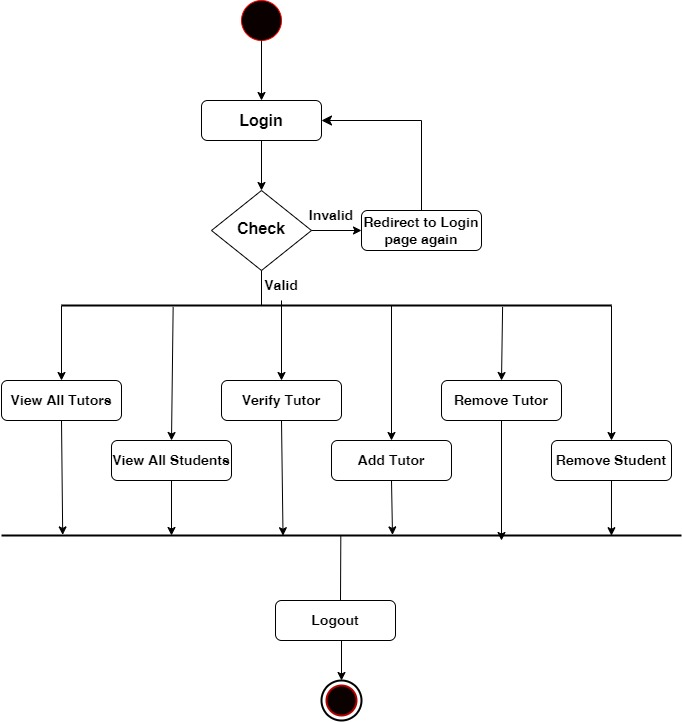 Login
Check
Invalid
Redirect to Login
page again
Valid
View All Tutors
Verify Tutor
Remove Tutor
View All Students
Add Tutor
Remove Student
Logout